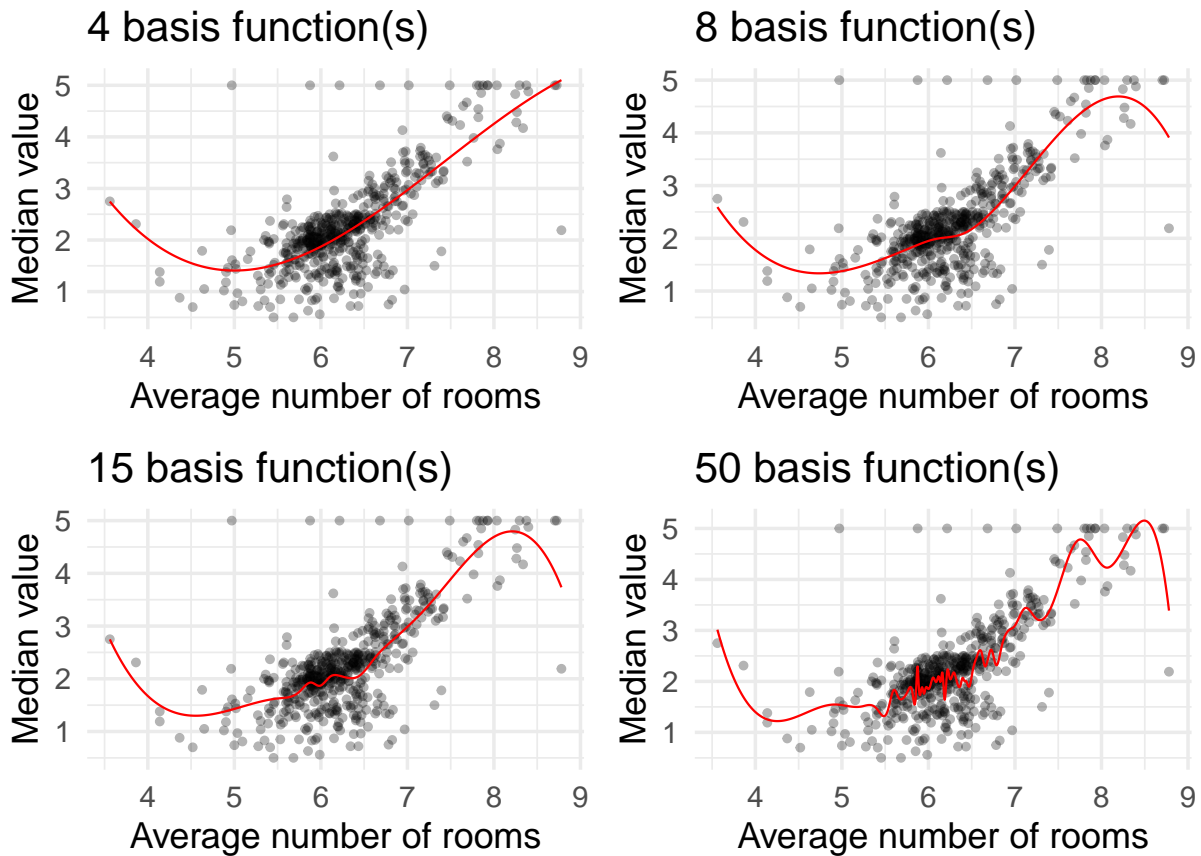 4 basis function(s)
8 basis function(s)
Median value
5
4
3
2
1
4 5 6 7 8 9
Average number of rooms
Median value
5
4
3
2
1
4 5 6 7 8 9
Average number of rooms
15 basis function(s)
50 basis function(s)
Median value
5
4
3
2
1
4 5 6 7 8 9
Average number of rooms
Median value
5
4
3
2
1
4 5 6 7 8 9
Average number of rooms